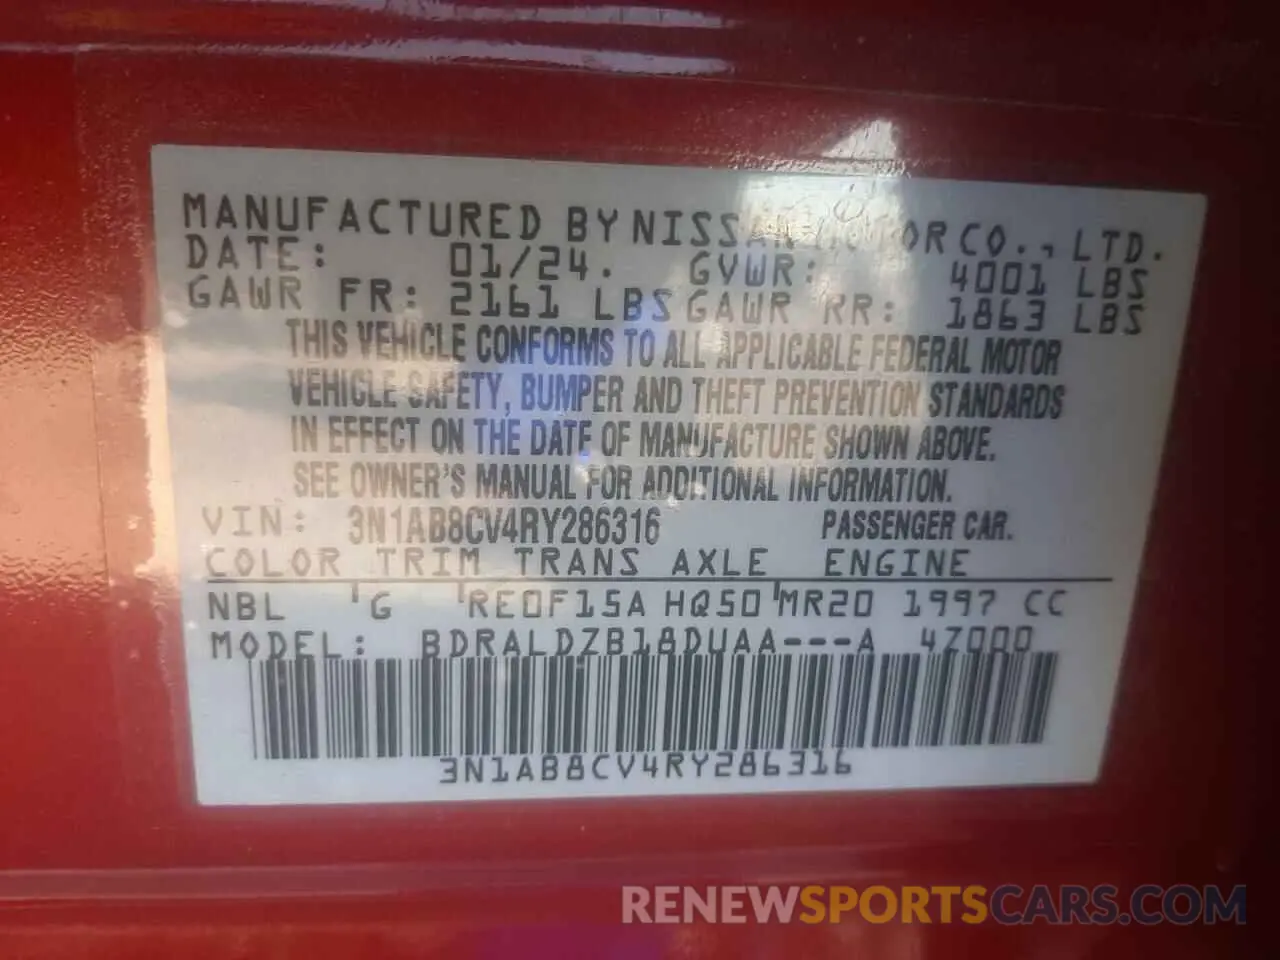 MANUFACTURED BY NISSAN MOTOR CO., LTD.
DATE: 01/24. GVWR: 4001 LBS
GAWR FR: 2161 LBS GAWR RR: 1863 LBS
THIS VEHICLE CONFORMS TO ALL APPLICABLE FEDERAL MOTOR
VEHICLE SAFETY, BUMPER AND THEFT PREVENTION STANDARDS
IN EFFECT ON THE DATE OF MANUFACTURE SHOWN ABOVE.
SEE OWNER'S MANUAL FOR ADDITIONAL INFORMATION.
VIN: 3N1AB8CV4RY286316 PASSENGER CAR.
COLOR TRIM TRANS AXLE ENGINE
NBL G RE0F15A HQ50 MR20 1997 CC
MODEL: BDRALDZB18DUAA---A 4Z000
3N1AB8CV4RY286316
RENEWSPORTSCARS.COM